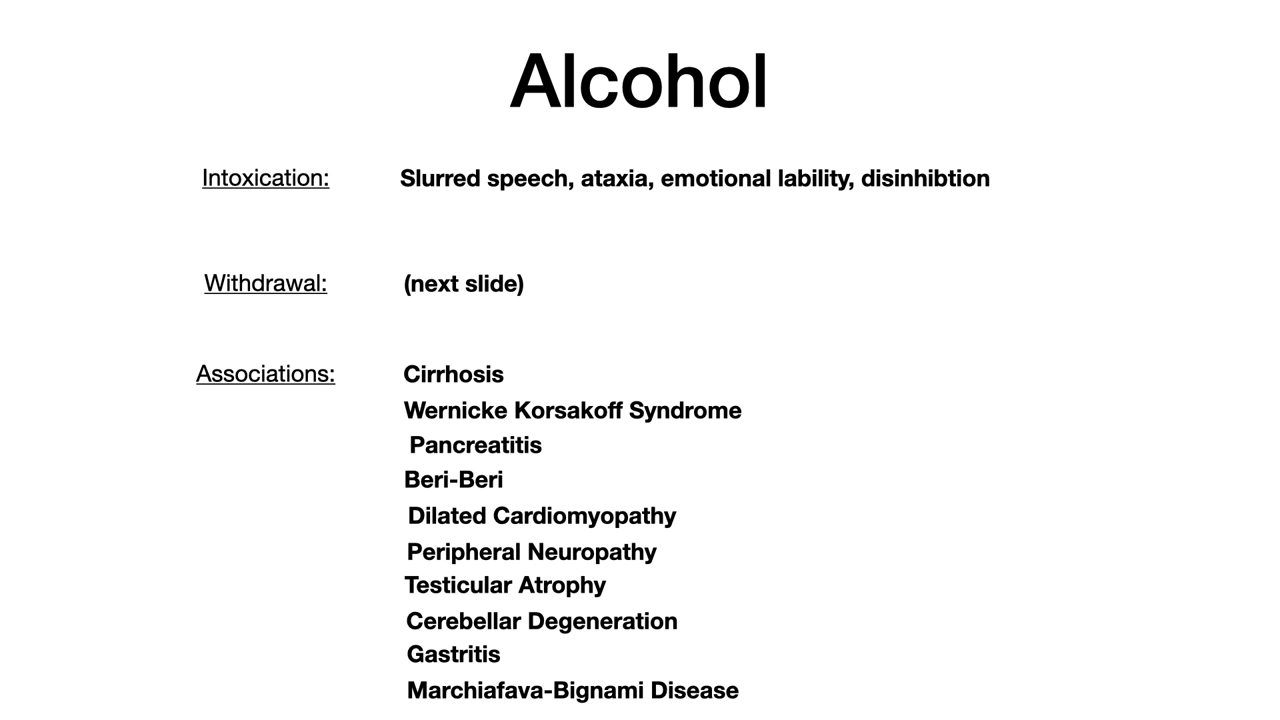 Alcohol
Intoxication: Slurred speech, ataxia, emotional lability, disinhibtion
Withdrawal: (next slide)
Associations: Cirrhosis
Wernicke Korsakoff Syndrome
Pancreatitis
Beri-Beri
Dilated Cardiomyopathy
Peripheral Neuropathy
Testicular Atrophy
Cerebellar Degeneration
Gastritis
Marchiafava-Bignami Disease